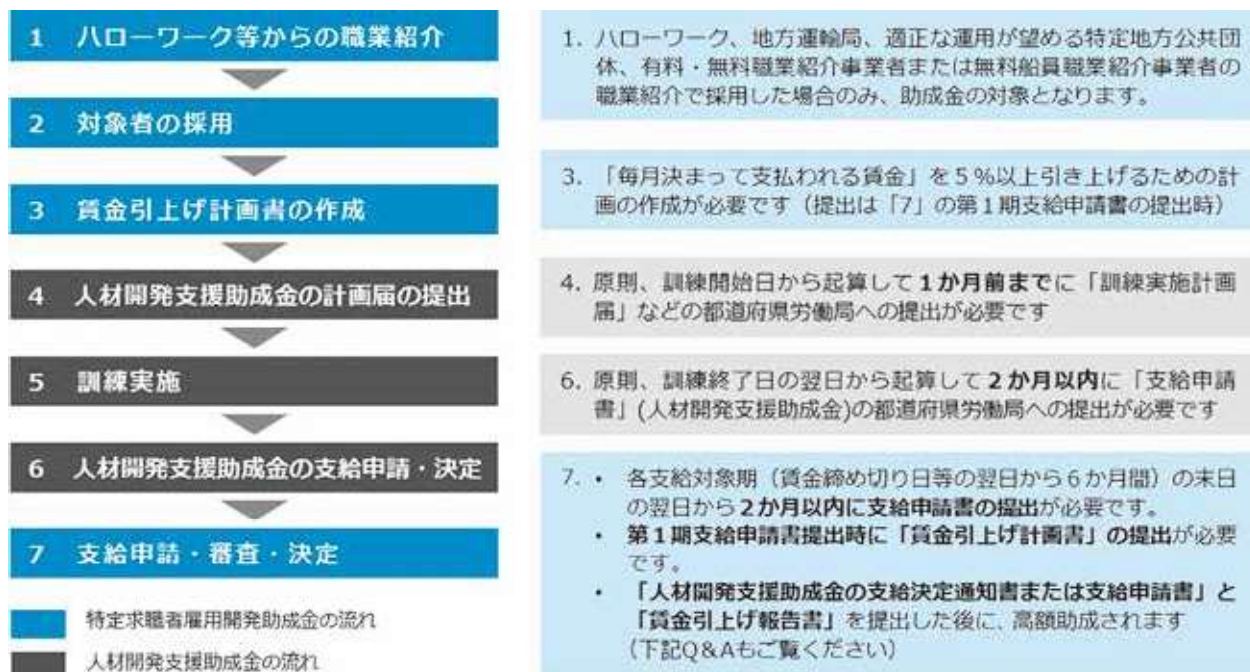 1 ハローワーク等からの職業紹介
2 対象者の採用
3 賃金引上げ計画書の作成
4 人材開発支援助成金の計画届の提出
5 訓練実施
6 人材開発支援助成金の支給申請・決定
7 支給申請・審査・決定
特定求職者雇用開発助成金の流れ
人材開発支援助成金の流れ
1. ハローワーク、地方運輸局、適正な運用が望める特定地方公共団
体、有料・無料職業紹介事業者または無料船員職業紹介事業者の
職業紹介で採用した場合のみ、助成金の対象となります。
3. 「毎月決まって支払われる賃金」を5%以上引き上げるための計
画の作成が必要です（提出は「7」の第1期支給申請書の提出時）
4. 原則、訓練開始日から起算して1か月前までに「訓練実施計画
届」などの都道府県労働局への提出が必要です
6. 原則、訓練終了日の翌日から起算して2か月以内に「支給申請
書」(人材開発支援助成金)の都道府県労働局への提出が必要です
7. • 各支給対象期（賃金締め切り日等の翌日から6か月間）の末日
の翌日から2か月以内に支給申請書の提出が必要です。
• 第1期支給申請書提出時に「賃金引上げ計画書」の提出が必要
です。
• 「人材開発支援助成金の支給決定通知書または支給申請書」と
「賃金引上げ報告書」を提出した後に、高額助成されます
（下記Q&Aもご覧ください）